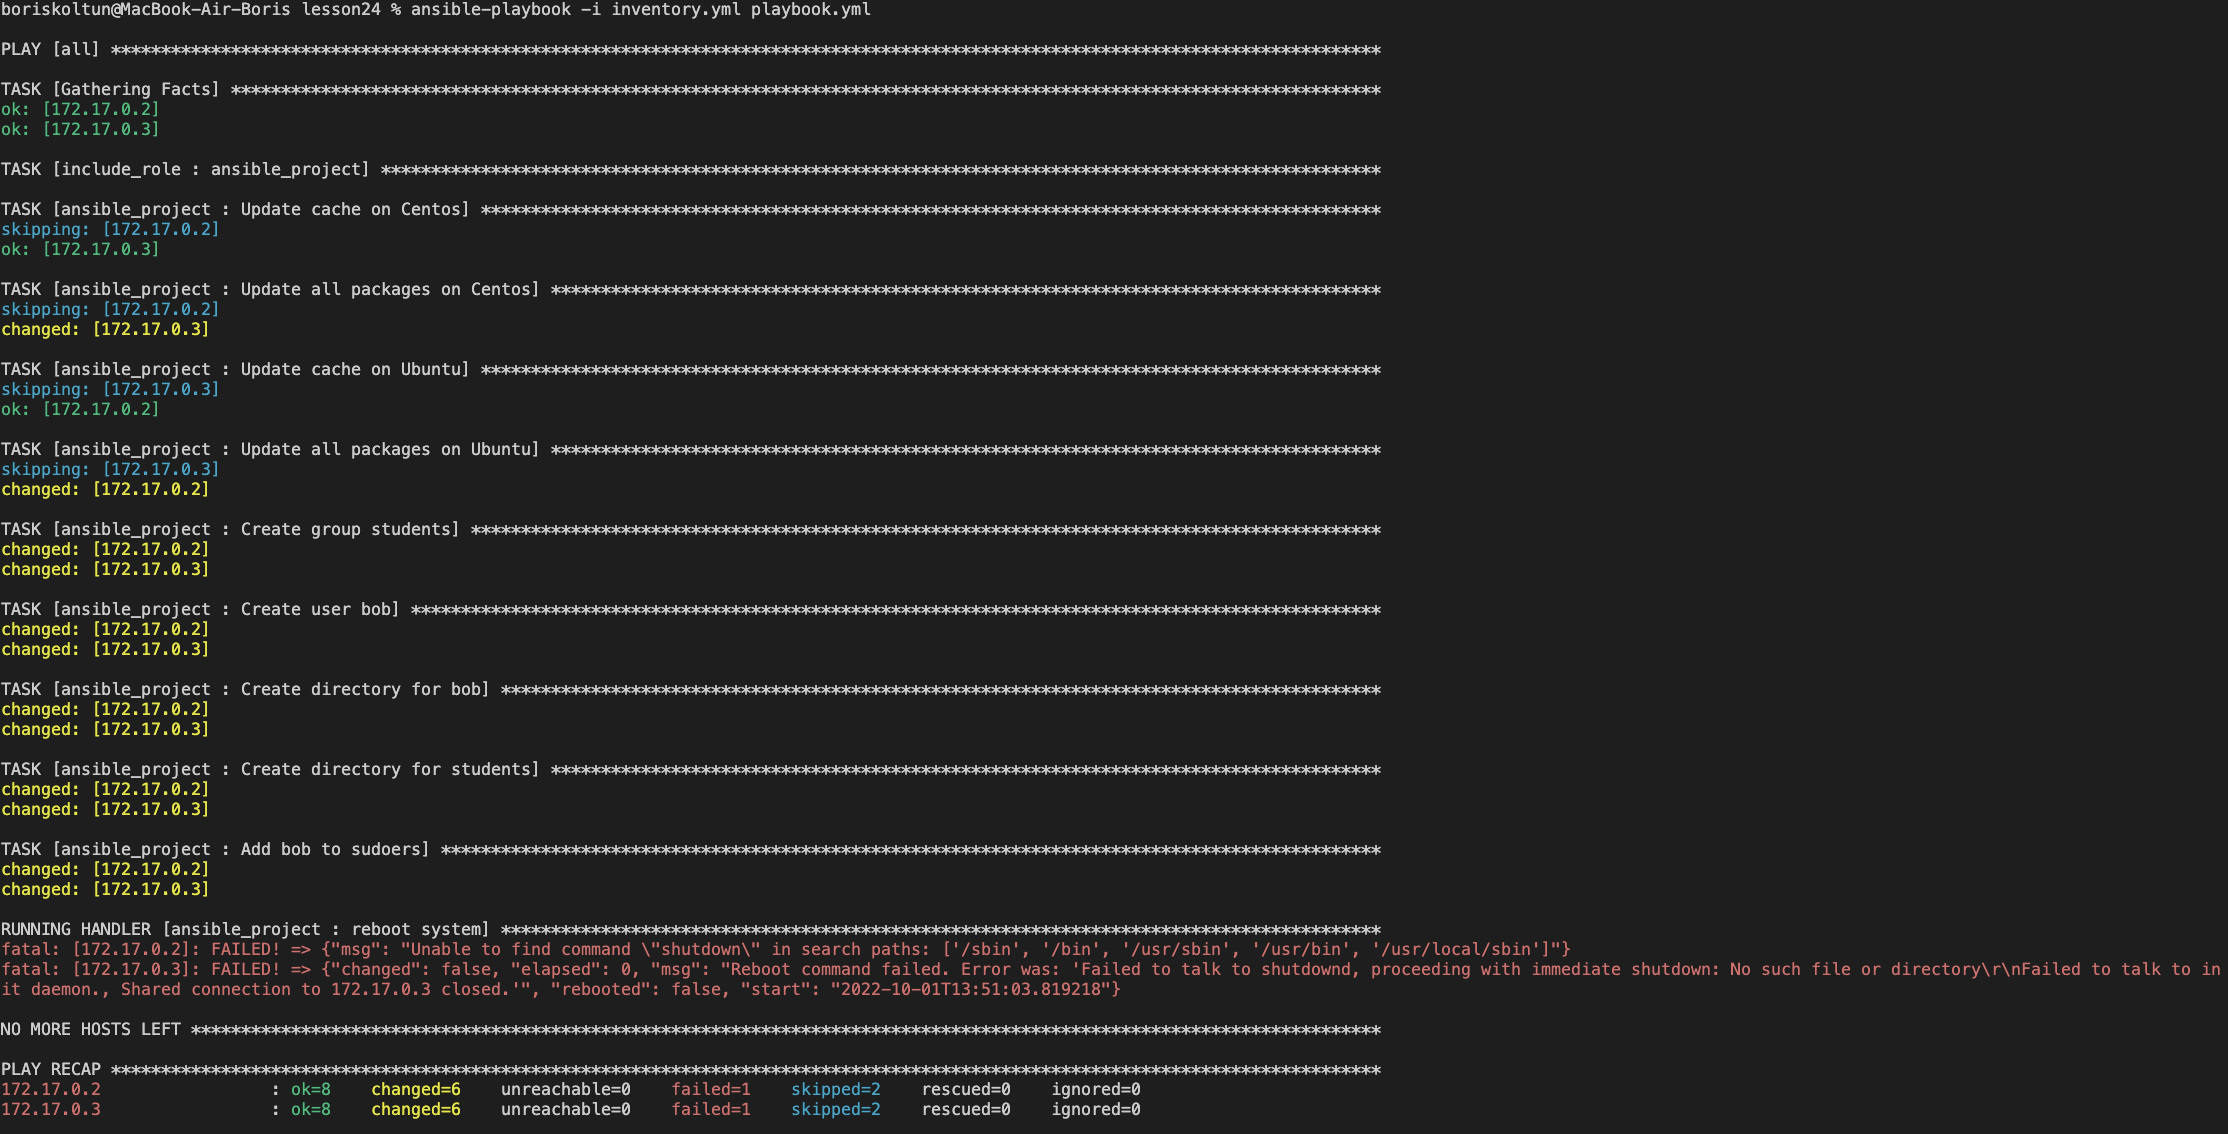 boriskoltun@MacBook-Air-Boris lesson24 % ansible-playbook -i inventory.yml playbook.yml
PLAY [all] *******************************************************************************************************************************
TASK [Gathering Facts] *******************************************************************************************************************
ok: [172.17.0.2]
ok: [172.17.0.3]
TASK [include_role : ansible_project] ****************************************************************************************************
TASK [ansible_project : Update cache on Centos] ******************************************************************************************
skipping: [172.17.0.2]
ok: [172.17.0.3]
TASK [ansible_project : Update all packages on Centos] ***********************************************************************************
skipping: [172.17.0.2]
changed: [172.17.0.3]
TASK [ansible_project : Update cache on Ubuntu] ******************************************************************************************
skipping: [172.17.0.3]
ok: [172.17.0.2]
TASK [ansible_project : Update all packages on Ubuntu] ***********************************************************************************
skipping: [172.17.0.3]
changed: [172.17.0.2]
TASK [ansible_project : Create group students] *******************************************************************************************
changed: [172.17.0.2]
changed: [172.17.0.3]
TASK [ansible_project : Create user bob] *************************************************************************************************
changed: [172.17.0.2]
changed: [172.17.0.3]
TASK [ansible_project : Create directory for bob] ****************************************************************************************
changed: [172.17.0.2]
changed: [172.17.0.3]
TASK [ansible_project : Create directory for students] ***********************************************************************************
changed: [172.17.0.2]
changed: [172.17.0.3]
TASK [ansible_project : Add bob to sudoers] **********************************************************************************************
changed: [172.17.0.2]
changed: [172.17.0.3]
RUNNING HANDLER [ansible_project : reboot system] ****************************************************************************************
fatal: [172.17.0.2]: FAILED! => {"msg": "Unable to find command \"shutdown\" in search paths: ['/sbin', '/bin', '/usr/sbin', '/usr/bin', '/usr/local/sbin']"}
fatal: [172.17.0.3]: FAILED! => {"changed": false, "elapsed": 0, "msg": "Reboot command failed. Error was: 'Failed to talk to shutdownd, proceeding with immediate shutdown: No such file or directory\r\nFailed to talk to in
it daemon., Shared connection to 172.17.0.3 closed.'", "rebooted": false, "start": "2022-10-01T13:51:03.819218"}
NO MORE HOSTS LEFT ***********************************************************************************************************************
PLAY RECAP *******************************************************************************************************************************
172.17.0.2                 : ok=8    changed=6    unreachable=0    failed=1    skipped=2    rescued=0    ignored=0
172.17.0.3                 : ok=8    changed=6    unreachable=0    failed=1    skipped=2    rescued=0    ignored=0